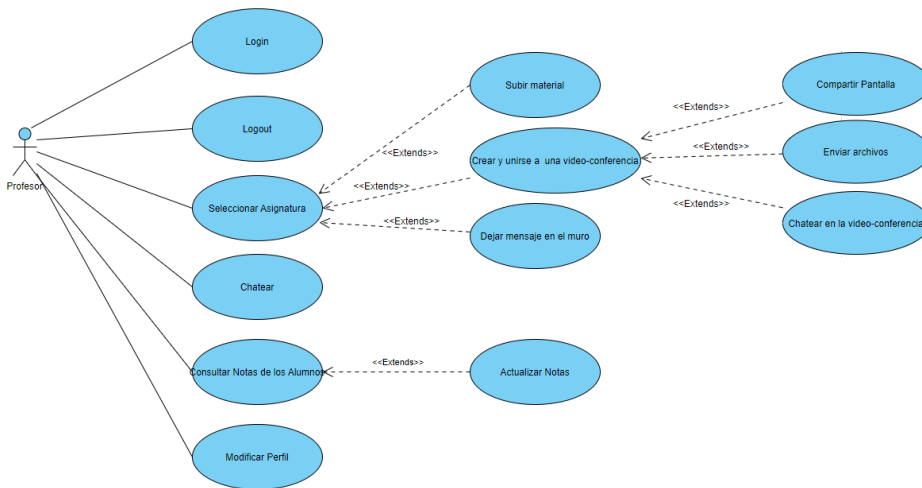 Login
Subir material
Compartir Pantalla
<<Extends>>
Logout
<<Extends>>
Crear y unirse a una video-conferencia
Enviar archivos
Profesor
<<Extends>>
<<Extends>>
Seleccionar Asignatura
<<Extends>>
Chatear en la video-conferencia
<<Extends>>
Dejar mensaje en el muro
Chatear
<<Extends>>
Consultar Notas de los Alumnos
Actualizar Notas
Modificar Perfil